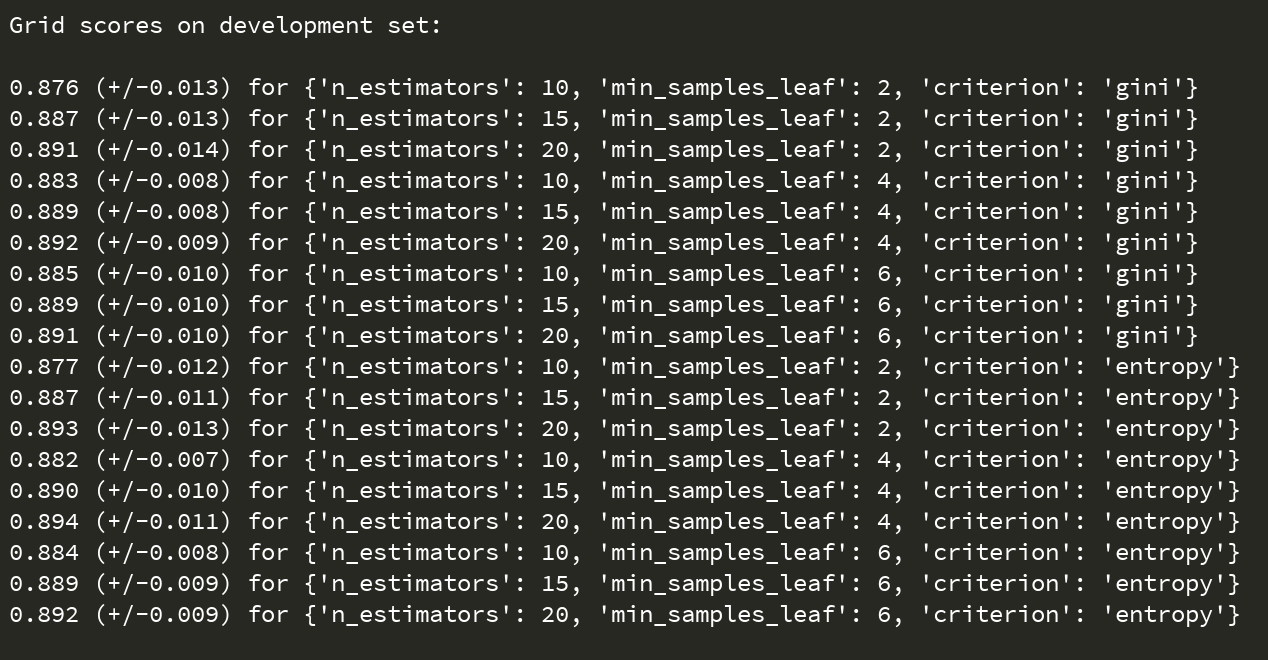 Grid scores on development set:
0.876 (+/-0.013) for {'n_estimators': 10, 'min_samples_leaf': 2, 'criterion': 'gini'}
0.887 (+/-0.013) for {'n_estimators': 15, 'min_samples_leaf': 2, 'criterion': 'gini'}
0.891 (+/-0.014) for {'n_estimators': 20, 'min_samples_leaf': 2, 'criterion': 'gini'}
0.883 (+/-0.008) for {'n_estimators': 10, 'min_samples_leaf': 4, 'criterion': 'gini'}
0.889 (+/-0.008) for {'n_estimators': 15, 'min_samples_leaf': 4, 'criterion': 'gini'}
0.892 (+/-0.009) for {'n_estimators': 20, 'min_samples_leaf': 4, 'criterion': 'gini'}
0.885 (+/-0.010) for {'n_estimators': 10, 'min_samples_leaf': 6, 'criterion': 'gini'}
0.889 (+/-0.010) for {'n_estimators': 15, 'min_samples_leaf': 6, 'criterion': 'gini'}
0.891 (+/-0.010) for {'n_estimators': 20, 'min_samples_leaf': 6, 'criterion': 'gini'}
0.877 (+/-0.012) for {'n_estimators': 10, 'min_samples_leaf': 2, 'criterion': 'entropy'}
0.887 (+/-0.011) for {'n_estimators': 15, 'min_samples_leaf': 2, 'criterion': 'entropy'}
0.893 (+/-0.013) for {'n_estimators': 20, 'min_samples_leaf': 2, 'criterion': 'entropy'}
0.882 (+/-0.007) for {'n_estimators': 10, 'min_samples_leaf': 4, 'criterion': 'entropy'}
0.890 (+/-0.010) for {'n_estimators': 15, 'min_samples_leaf': 4, 'criterion': 'entropy'}
0.894 (+/-0.011) for {'n_estimators': 20, 'min_samples_leaf': 4, 'criterion': 'entropy'}
0.884 (+/-0.008) for {'n_estimators': 10, 'min_samples_leaf': 6, 'criterion': 'entropy'}
0.889 (+/-0.009) for {'n_estimators': 15, 'min_samples_leaf': 6, 'criterion': 'entropy'}
0.892 (+/-0.009) for {'n_estimators': 20, 'min_samples_leaf': 6, 'criterion': 'entropy'}